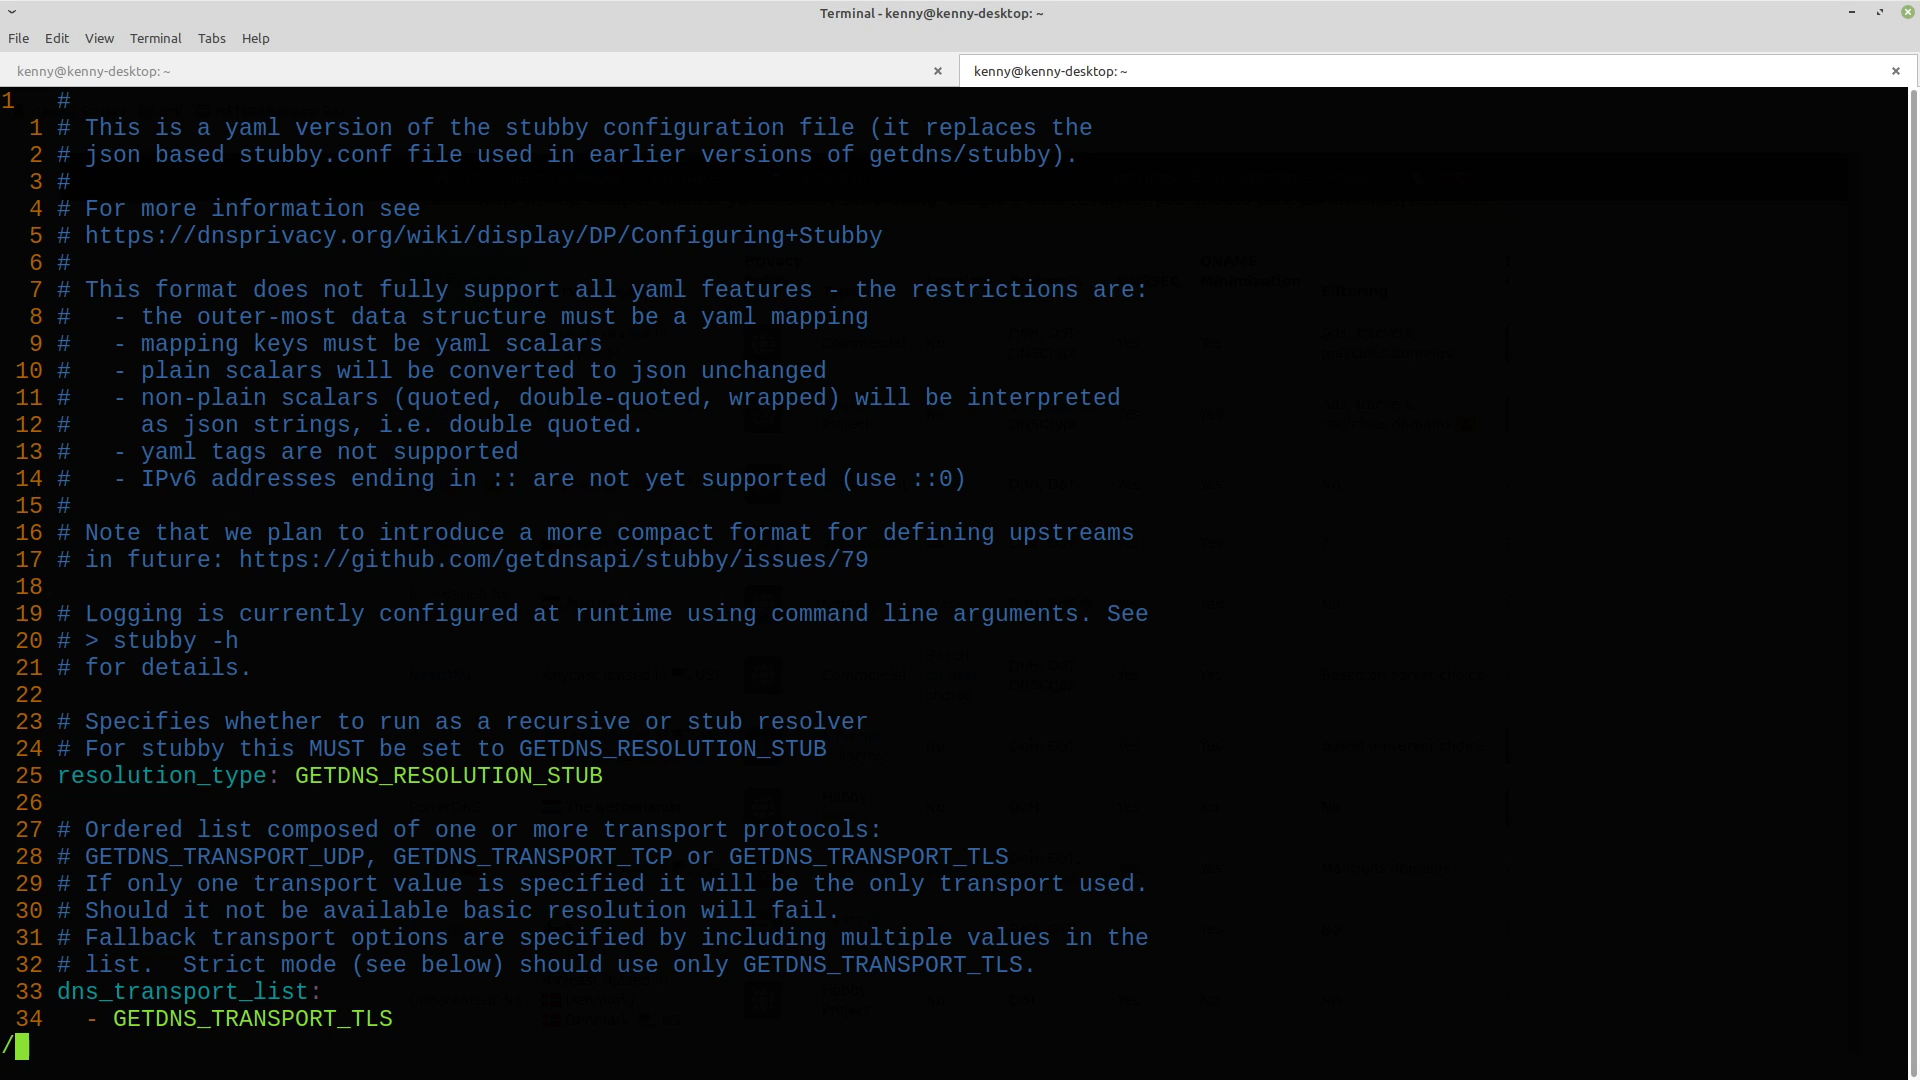 Terminal - kenny@kenny-desktop: ~
File Edit View Terminal Tabs Help
kenny@kenny-desktop: ~ kenny@kenny-desktop: ~
1 #
1 # This is a yaml version of the stubby configuration file (it replaces the
2 # json based stubby.conf file used in earlier versions of getdns/stubby).
3 #
4 # For more information see
5 # https://dnsprivacy.org/wiki/display/DP/Configuring+Stubby
6 #
7 # This format does not fully support all yaml features - the restrictions are:
8 #   - the outer-most data structure must be a yaml mapping
9 #   - mapping keys must be yaml scalars
10 #   - plain scalars will be converted to json unchanged
11 #   - non-plain scalars (quoted, double-quoted, wrapped) will be interpreted
12 #     as json strings, i.e. double quoted.
13 #   - yaml tags are not supported
14 #   - IPv6 addresses ending in :: are not yet supported (use ::0)
15 #
16 # Note that we plan to introduce a more compact format for defining upstreams
17 # in future: https://github.com/getdnsapi/stubby/issues/79
18
19 # Logging is currently configured at runtime using command line arguments. See
20 # > stubby -h
21 # for details.
22
23 # Specifies whether to run as a recursive or stub resolver
24 # For stubby this MUST be set to GETDNS_RESOLUTION_STUB
25 resolution_type: GETDNS_RESOLUTION_STUB
26
27 # Ordered list composed of one or more transport protocols:
28 # GETDNS_TRANSPORT_UDP, GETDNS_TRANSPORT_TCP or GETDNS_TRANSPORT_TLS
29 # If only one transport value is specified it will be the only transport used.
30 # Should it not be available basic resolution will fail.
31 # Fallback transport options are specified by including multiple values in the
32 # list.  Strict mode (see below) should use only GETDNS_TRANSPORT_TLS.
33 dns_transport_list:
34   - GETDNS_TRANSPORT_TLS
/